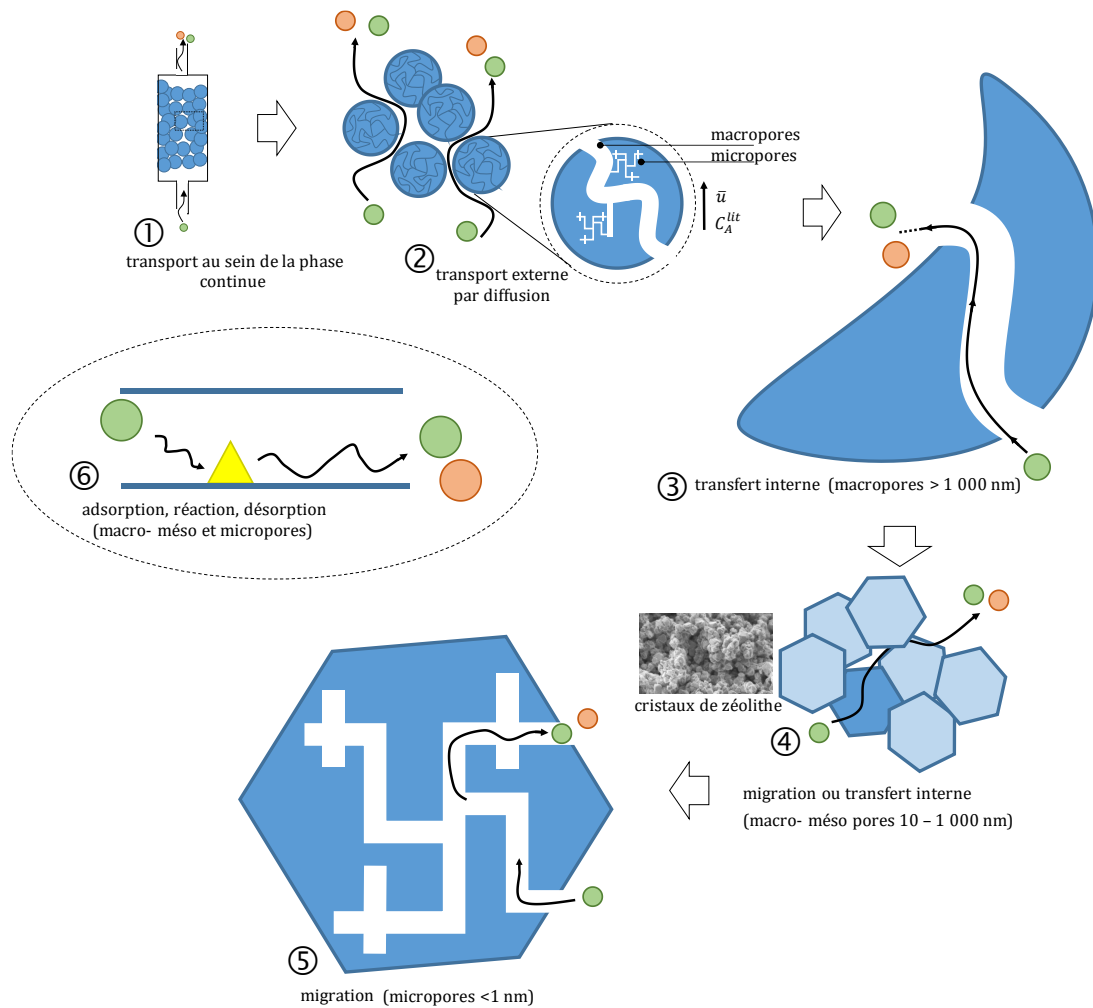 ①
transport au sein de la phase
continue
②
transport externe
par diffusion
macropores
micropores
ū
C_A^{lit}
③ transfert interne (macropores > 1 000 nm)
cristaux de zéolithe
④
migration ou transfert interne
(macro- méso pores 10 – 1 000 nm)
⑤
migration (micropores <1 nm)
⑥
adsorption, réaction, désorption
(macro- méso et micropores)